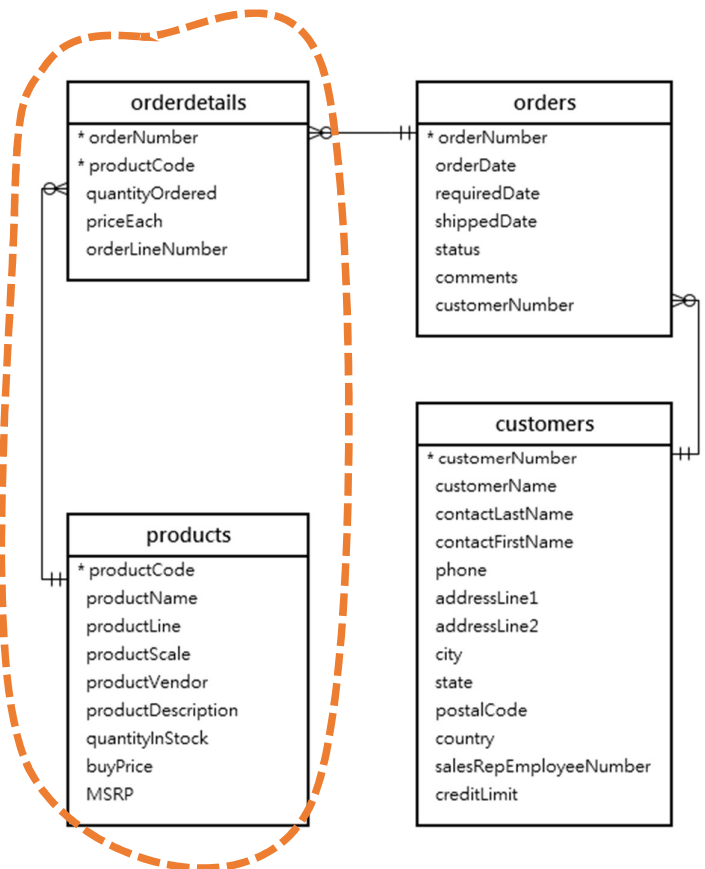 orderdetails
* orderNumber
* productCode
quantityOrdered
priceEach
orderLineNumber
orders
* orderNumber
orderDate
requiredDate
shippedDate
status
comments
customerNumber
products
* productCode
productName
productLine
productScale
productVendor
productDescription
quantityInStock
buyPrice
MSRP
customers
* customerNumber
customerName
contactLastName
contactFirstName
phone
addressLine1
addressLine2
city
state
postalCode
country
salesRepEmployeeNumber
creditLimit